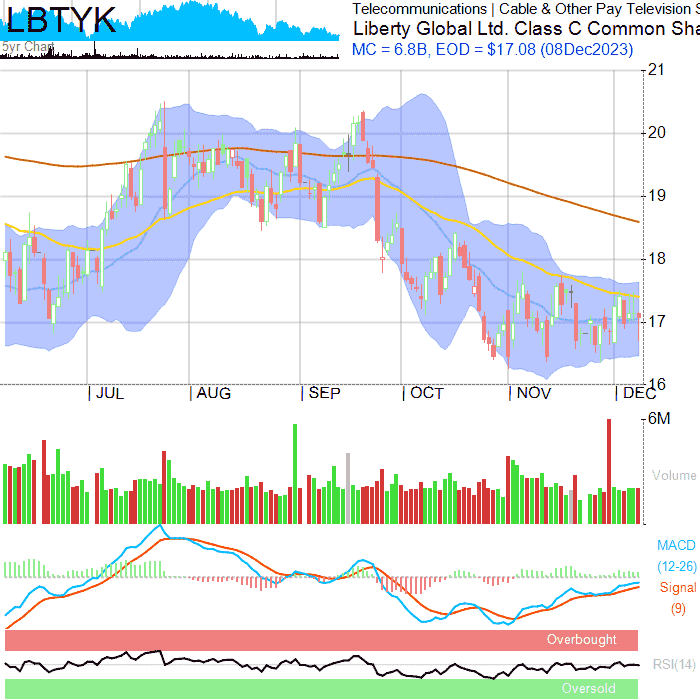 LBTYK
5yr Chart
Telecommunications | Cable & Other Pay Television S
Liberty Global Ltd. Class C Common Sha
MC = 6.8B, EOD = $17.08 (08Dec2023)
21
20
19
18
17
16
JUL
AUG
SEP
OCT
NOV
DEC
6M
Volume
MACD
(12-26)
Signal
(9)
Overbought
RSI(14)
Oversold